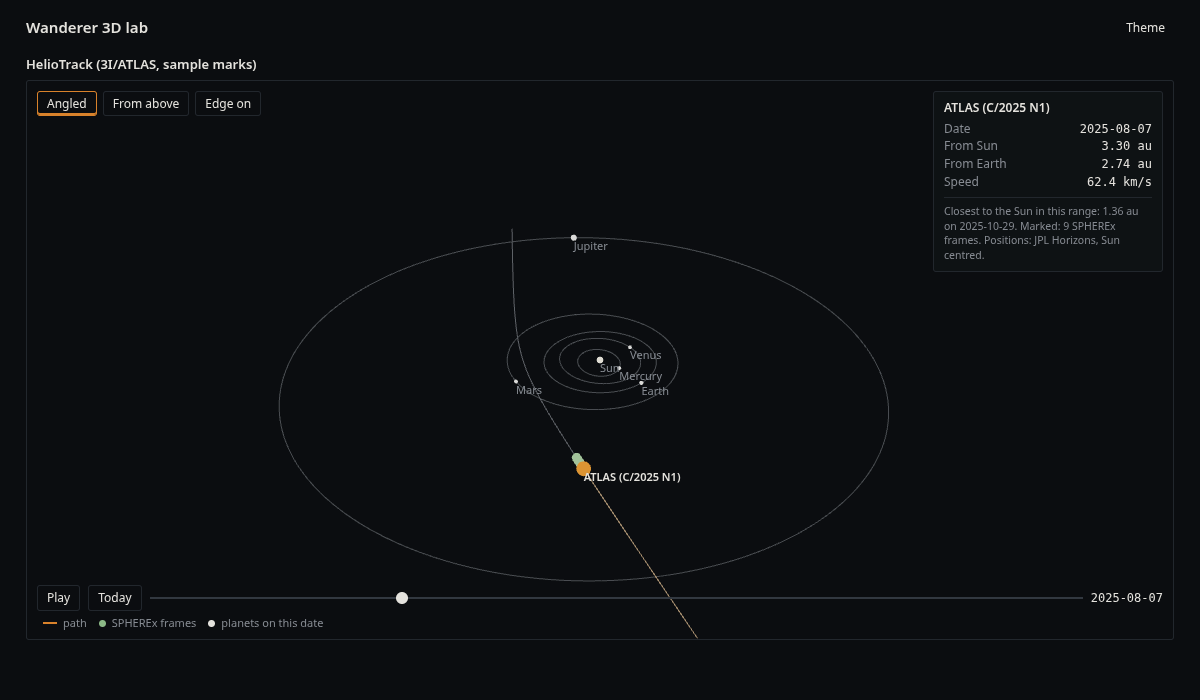 Wanderer 3D lab
Theme
HelioTrack (3I/ATLAS, sample marks)
Angled
From above
Edge on
ATLAS (C/2025 N1)
Date 2025-08-07
From Sun 3.30 au
From Earth 2.74 au
Speed 62.4 km/s
Closest to the Sun in this range: 1.36 au
on 2025-10-29. Marked: 9 SPHEREx
frames. Positions: JPL Horizons, Sun
centred.
Jupiter
Venus
Sun
Mercury
Mars
Earth
ATLAS (C/2025 N1)
Play
Today
2025-08-07
path
SPHEREx frames
planets on this date